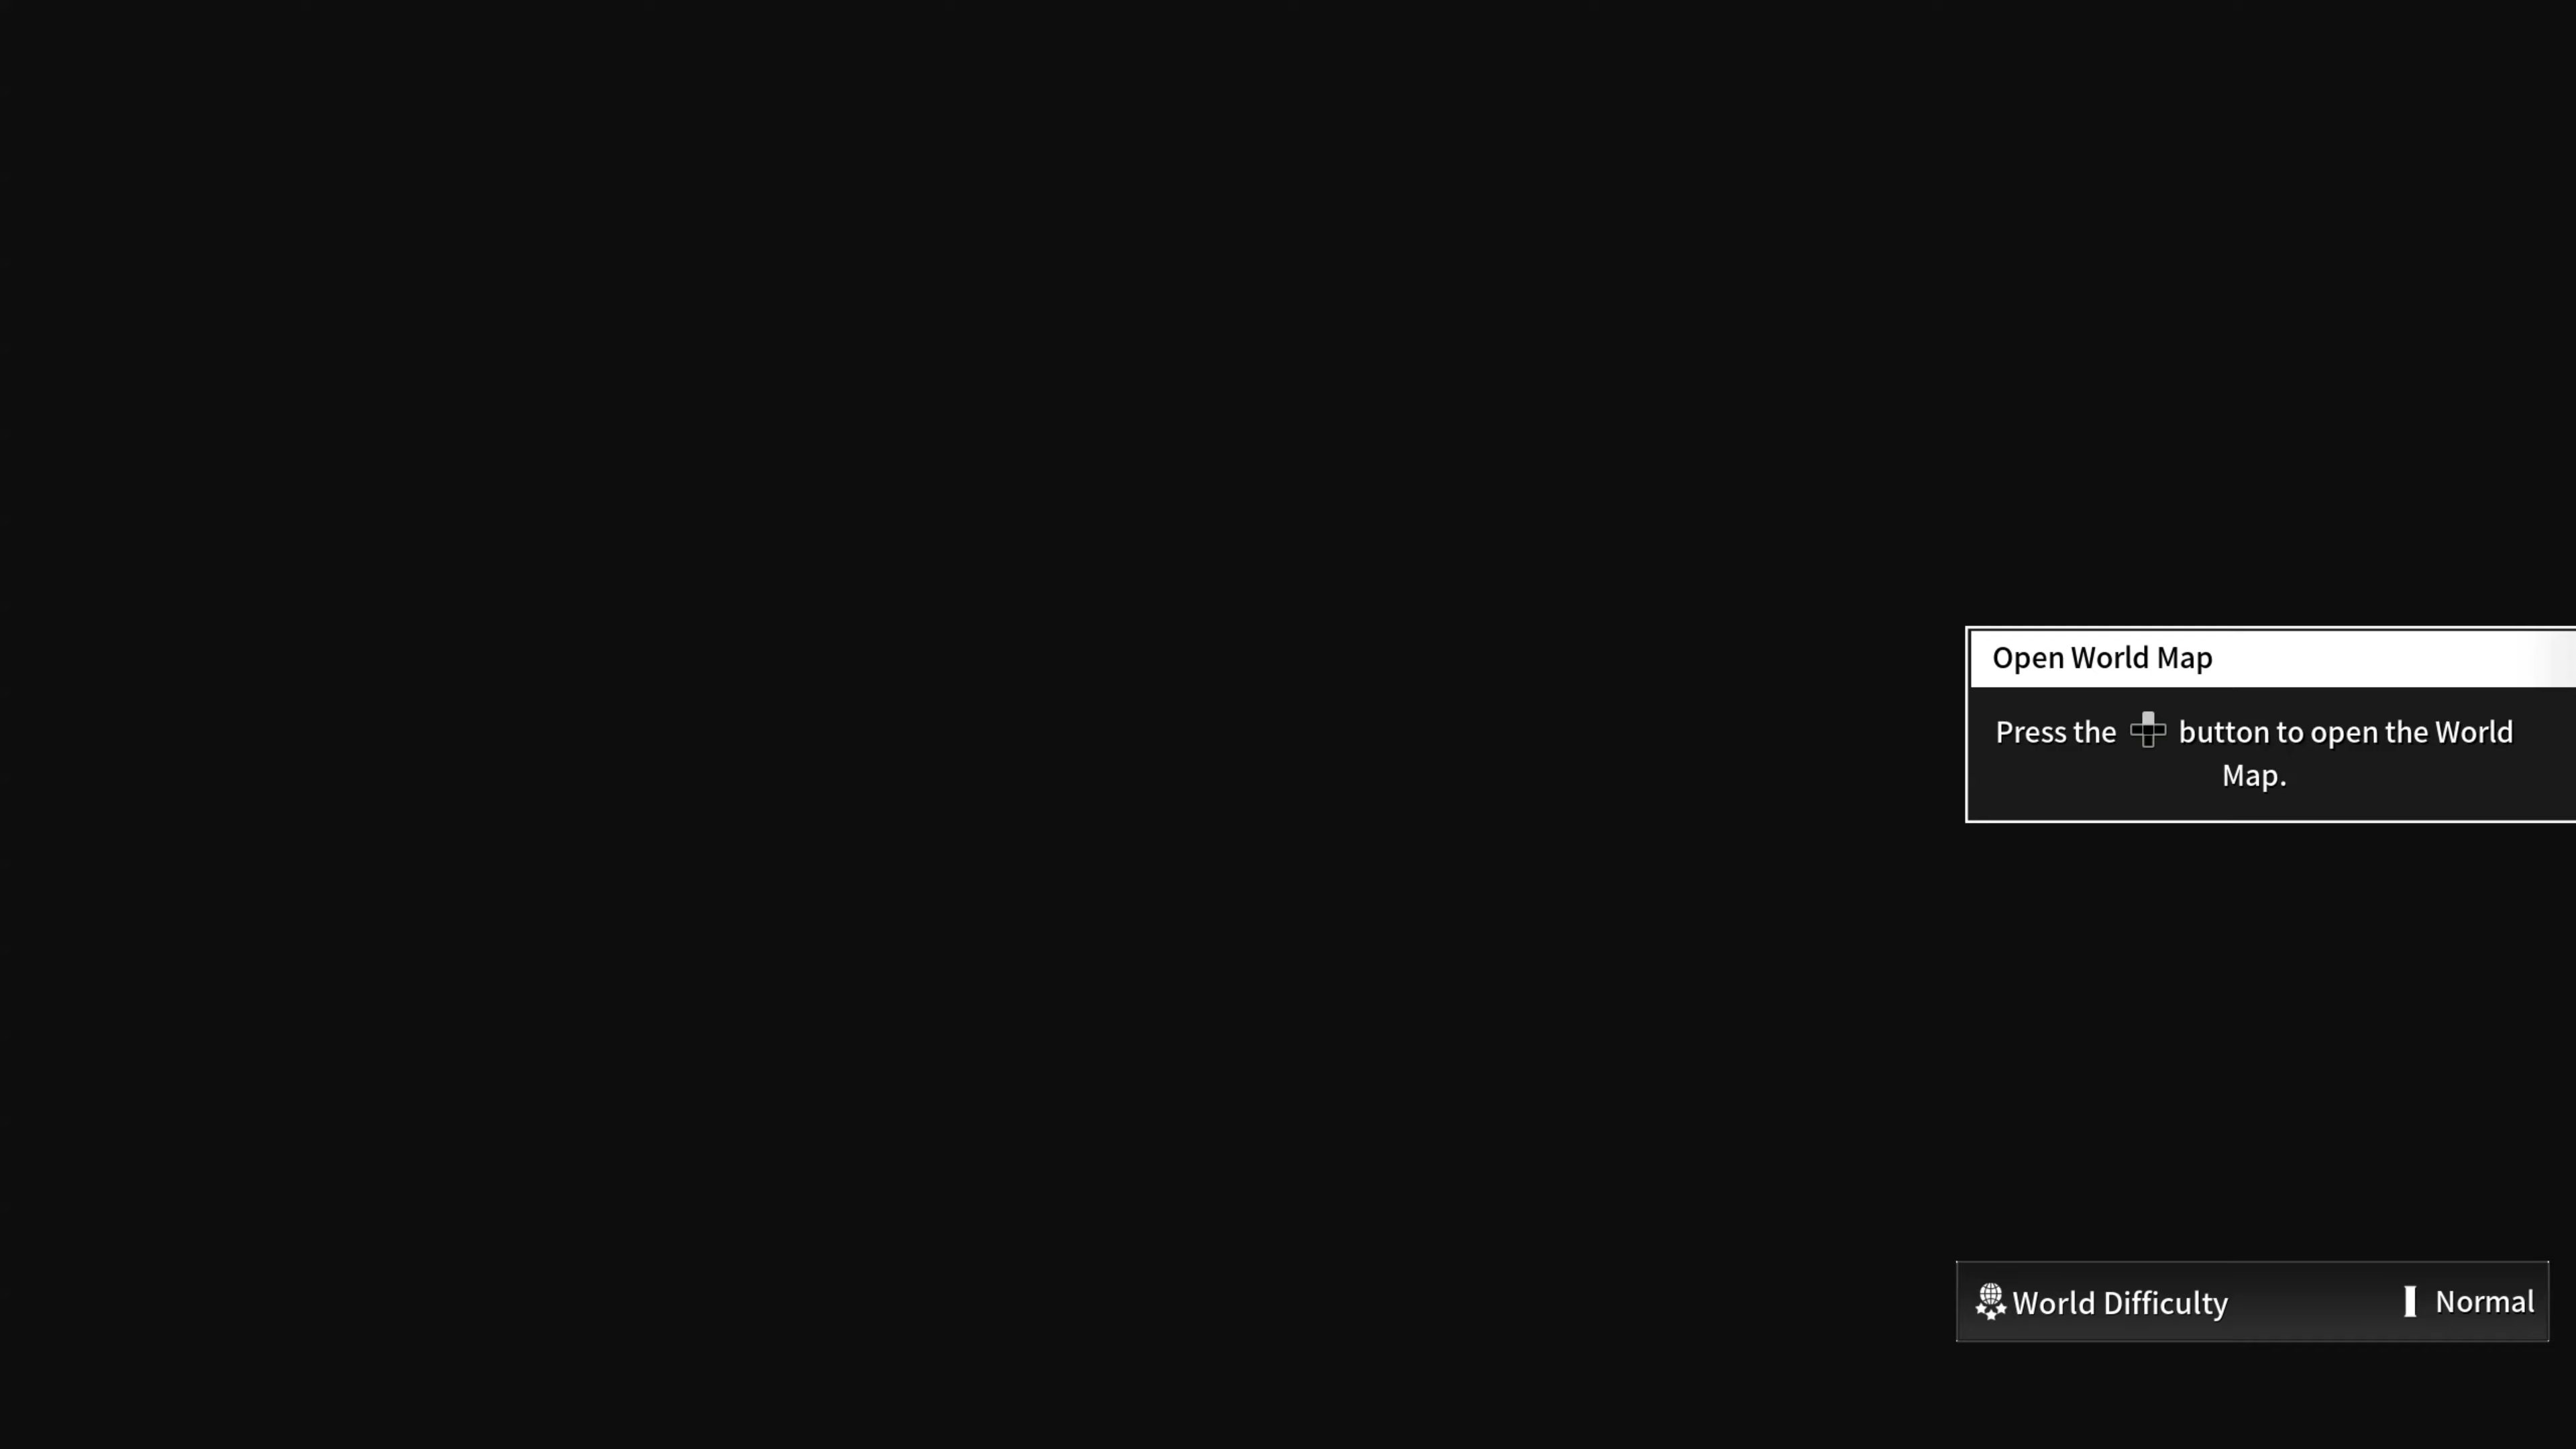 Open World Map
Press the button to open the World
Map.
World Difficulty
I Normal